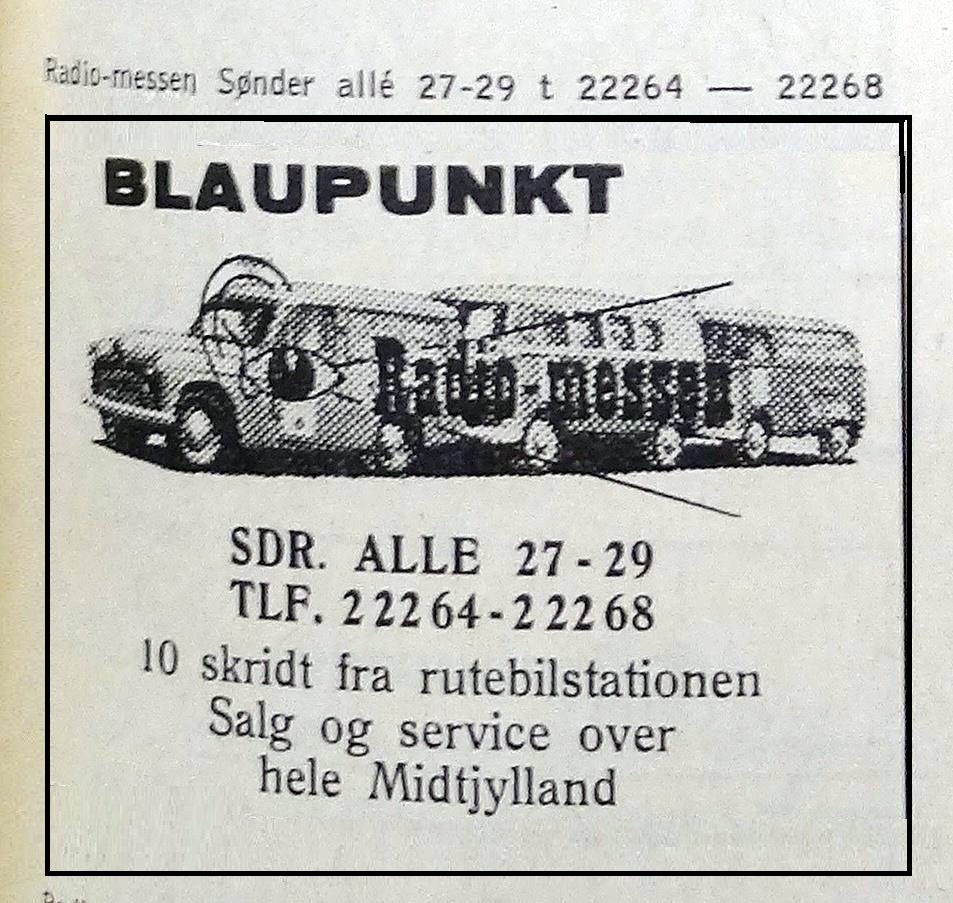 Radio-messen Sønder allé 27-29 t 22264 — 22268
BLAUPUNKT
Radio-messen
SDR. ALLE 27-29
TLF. 22264-22268
10 skridt fra rutebilstationen
Salg og service over
hele Midtjylland